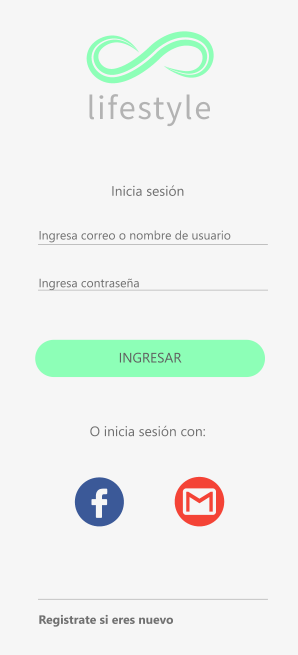 lifestyle
Inicia sesión
Ingresa correo o nombre de usuario
Ingresa contraseña
INGRESAR
O inicia sesión con:
Registrate si eres nuevo